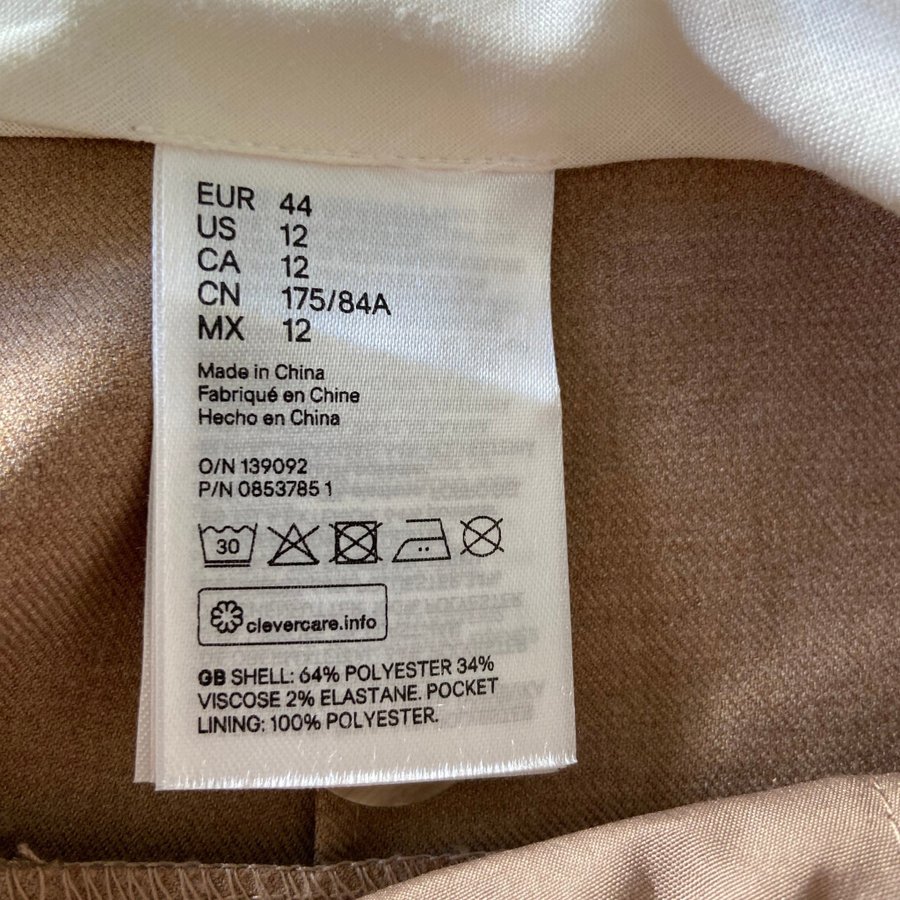 EUR 44
US 12
CA 12
CN 175/84A
MX 12
Made in China
Fabriqué en Chine
Hecho en China
O/N 139092
P/N 0853785 1
30
clevercare.info
GB SHELL: 64% POLYESTER 34%
VISCOSE 2% ELASTANE. POCKET
LINING: 100% POLYESTER.